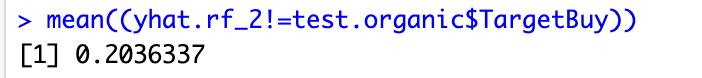 > mean((yhat.rf_2!=test.organic$TargetBuy))
[1] 0.2036337